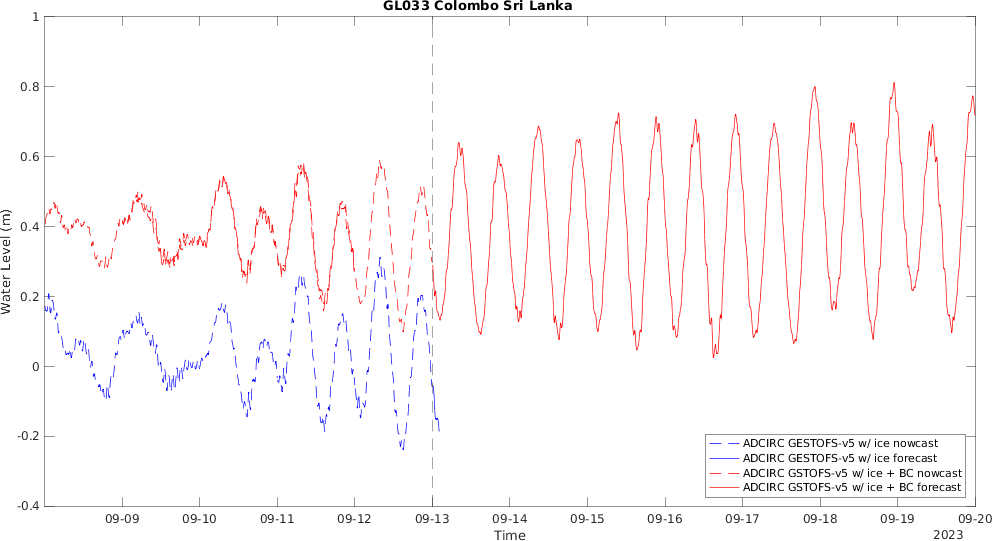 GL033 Colombo Sri Lanka
1
0.8
0.6
0.4
0.2
0
-0.2
-0.4
Water Level (m)
ADCIRC GESTOFS-v5 w/ ice nowcast
ADCIRC GESTOFS-v5 w/ ice forecast
ADCIRC GSTOFS-v5 w/ ice + BC nowcast
ADCIRC GSTOFS-v5 w/ ice + BC forecast
09-09 09-10 09-11 09-12 09-13 09-14 09-15 09-16 09-17 09-18 09-19 09-20
Time
2023